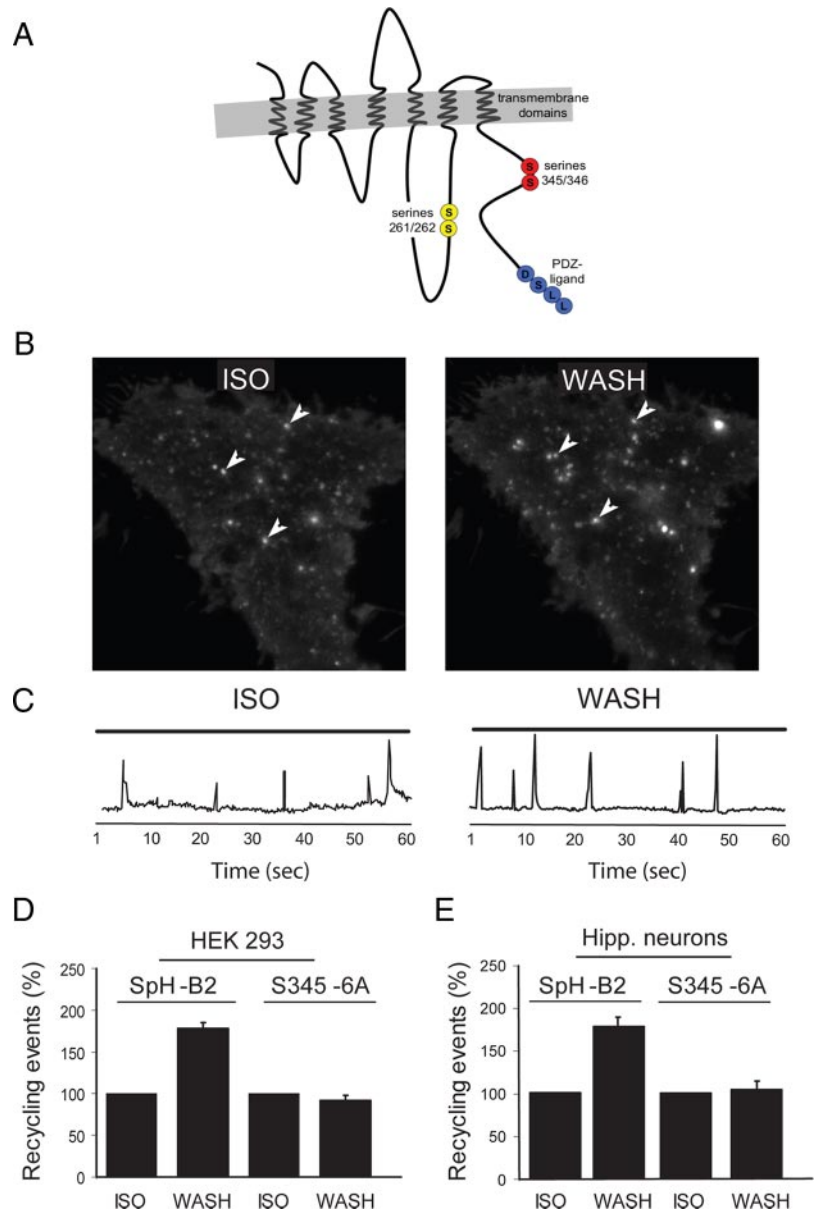 A
transmembrane
domains
S
S
serines
345/346
serines
261/262
S
S
PDZ-
ligand
D
S
L
L
B
ISO
WASH
C
ISO
WASH
1 10 20 30 40 50 60
1 10 20 30 40 50 60
Time (sec)
Time (sec)
D
E
HEK 293
Hipp. neurons
SpH -B2 S345 -6A
SpH -B2 S345 -6A
Recycling events (%)
250
200
150
100
50
0
ISO WASH ISO WASH
Recycling events (%)
250
200
150
100
50
0
ISO WASH ISO WASH